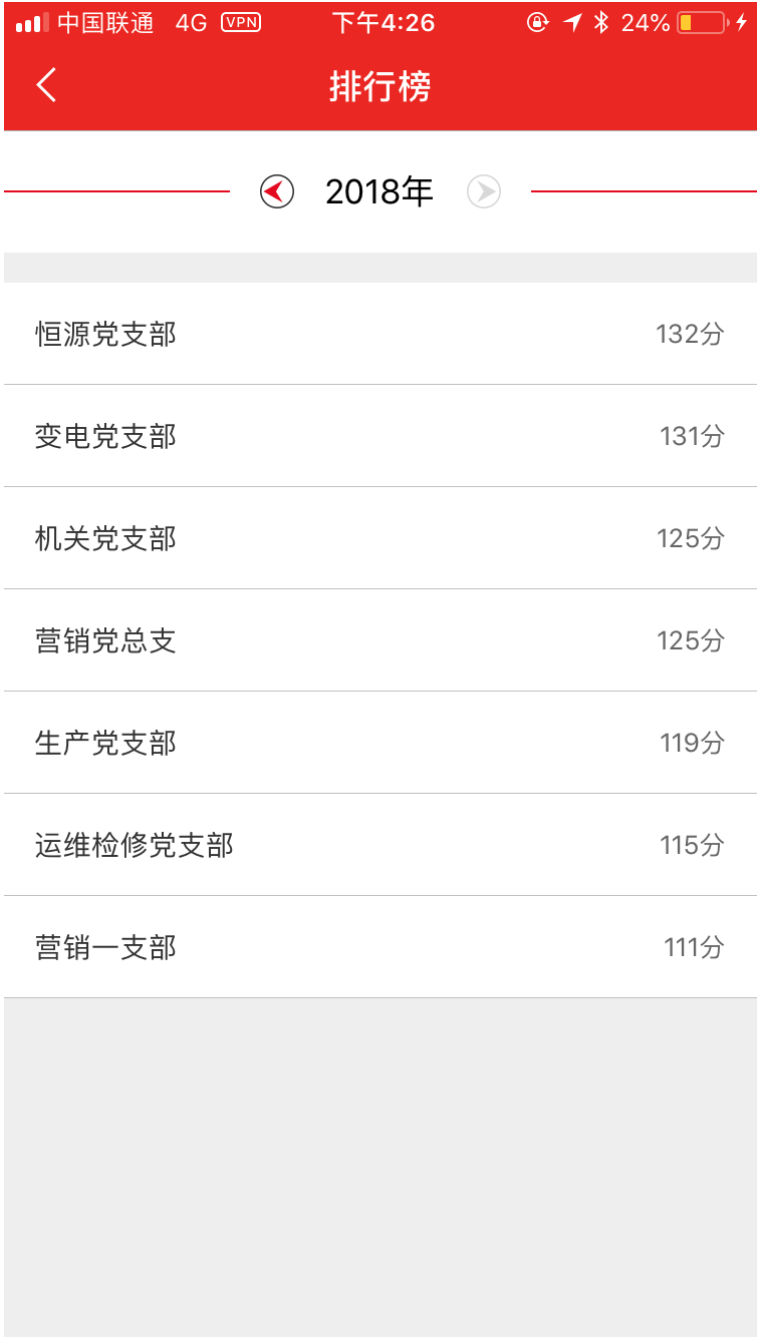 中国联通 4G VPN 下午4:26 24%
排行榜
2018年
恒源党支部 132分
变电党支部 131分
机关党支部 125分
营销党总支 125分
生产党支部 119分
运维检修党支部 115分
营销一支部 111分